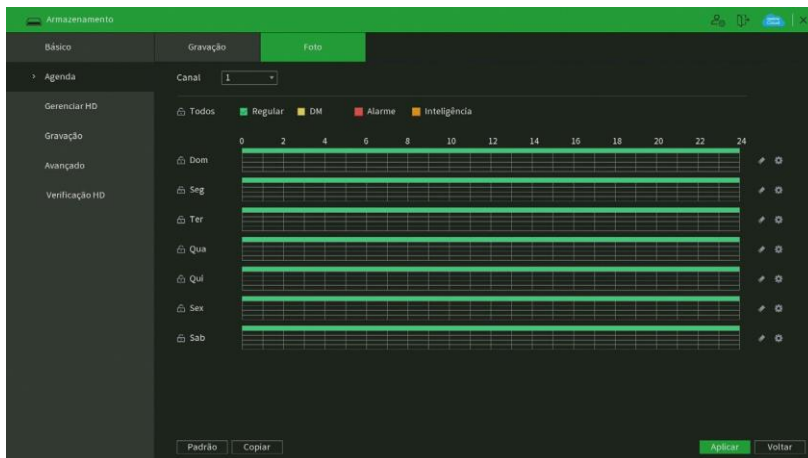 Armazenamento
Básico
Gravação
Foto
Agenda
Canal
1
Gerenciar HD
Todos
Regular
DM
Alarme
Inteligência
Gravação
0 2 4 6 8 10 12 14 16 18 20 22 24
Dom
Avançado
Seg
Verificação HD
Ter
Qua
Qui
Sex
Sab
Padrão
Copiar
Aplicar
Voltar